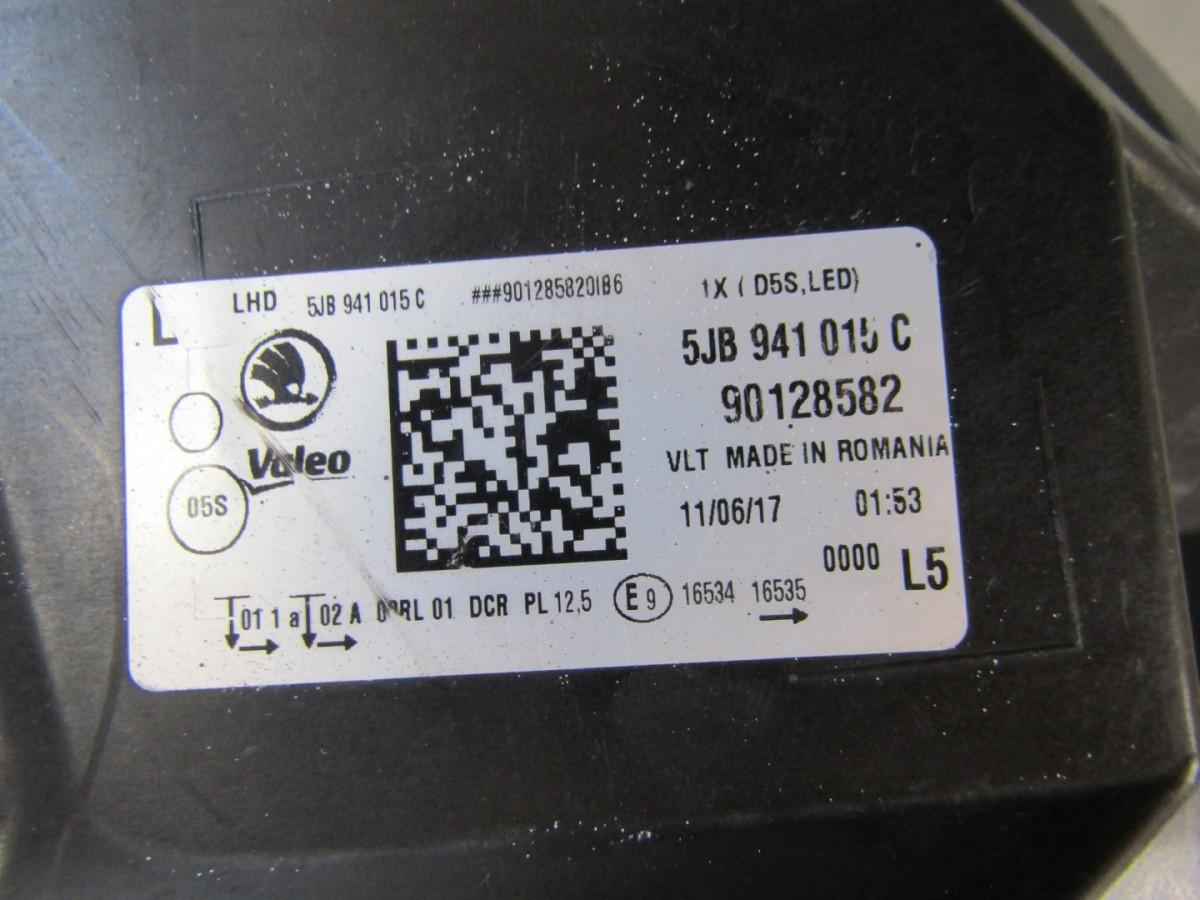 L LHD 5JB 941 015 C ###901285820IB6 1X ( D5S,LED)
5JB 941 015 C
90128582
Valeo
VLT MADE IN ROMANIA
D5S
11/06/17 01:53
0000 L5
01 1 a 02 A RL 01 DCR PL 12,5 E9 16534 16535